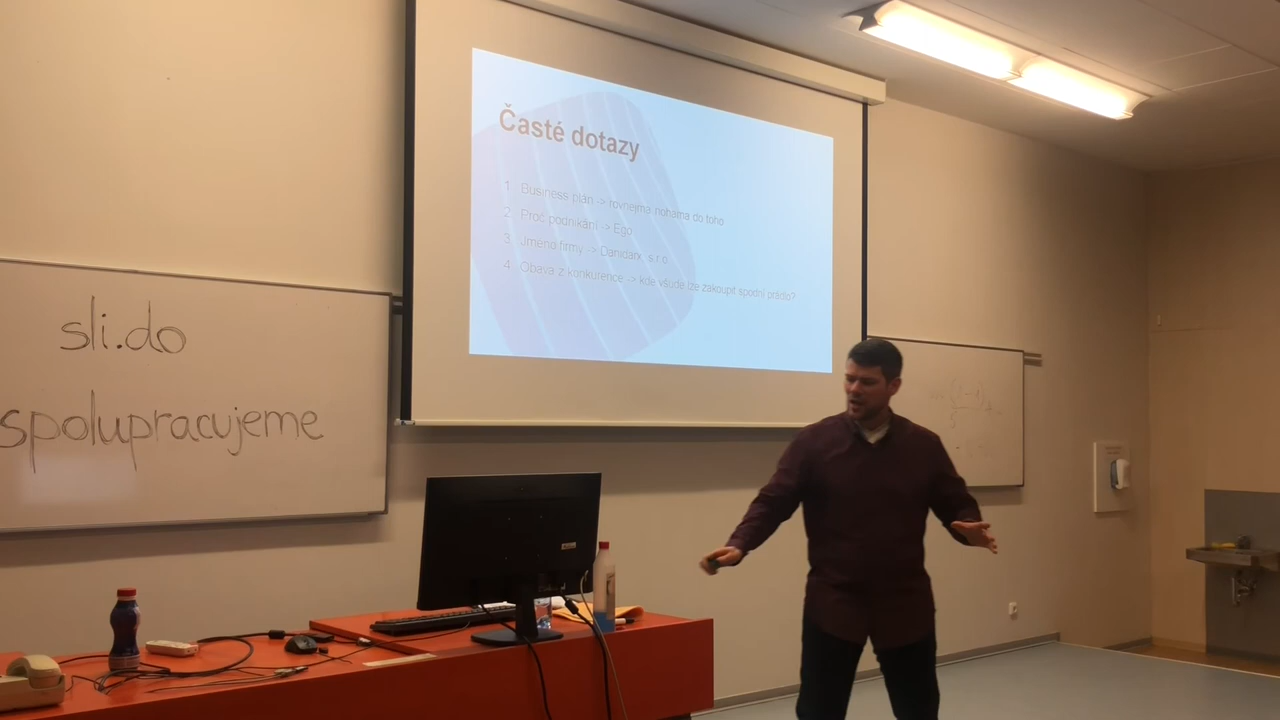 Časté dotazy
1. Business plán -> rovnejma nohama do toho
2. Proč podnikání -> Ego
3. Jméno firmy -> Danidarx s.r.o
4. Obava z konkurence -> kde všude lze zakoupit spodní prádlo?
sli.do
spolupracujeme